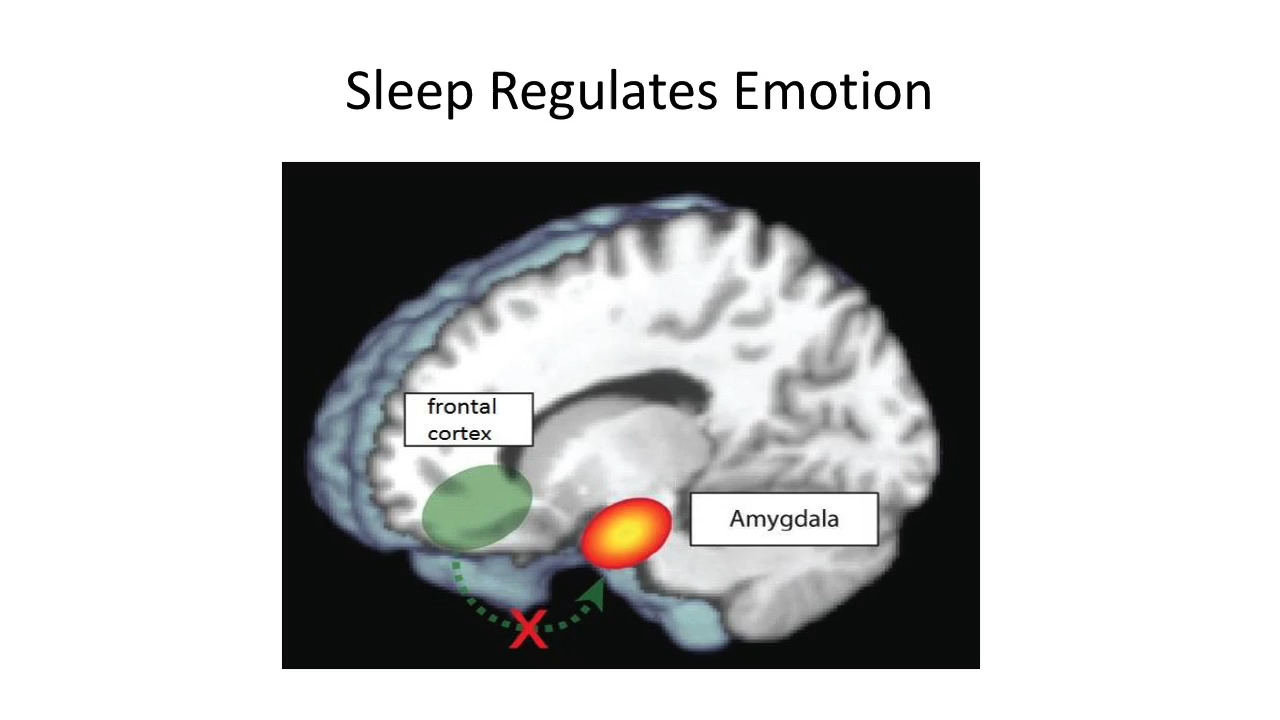 Sleep Regulates Emotion
frontal
cortex
Amygdala
X